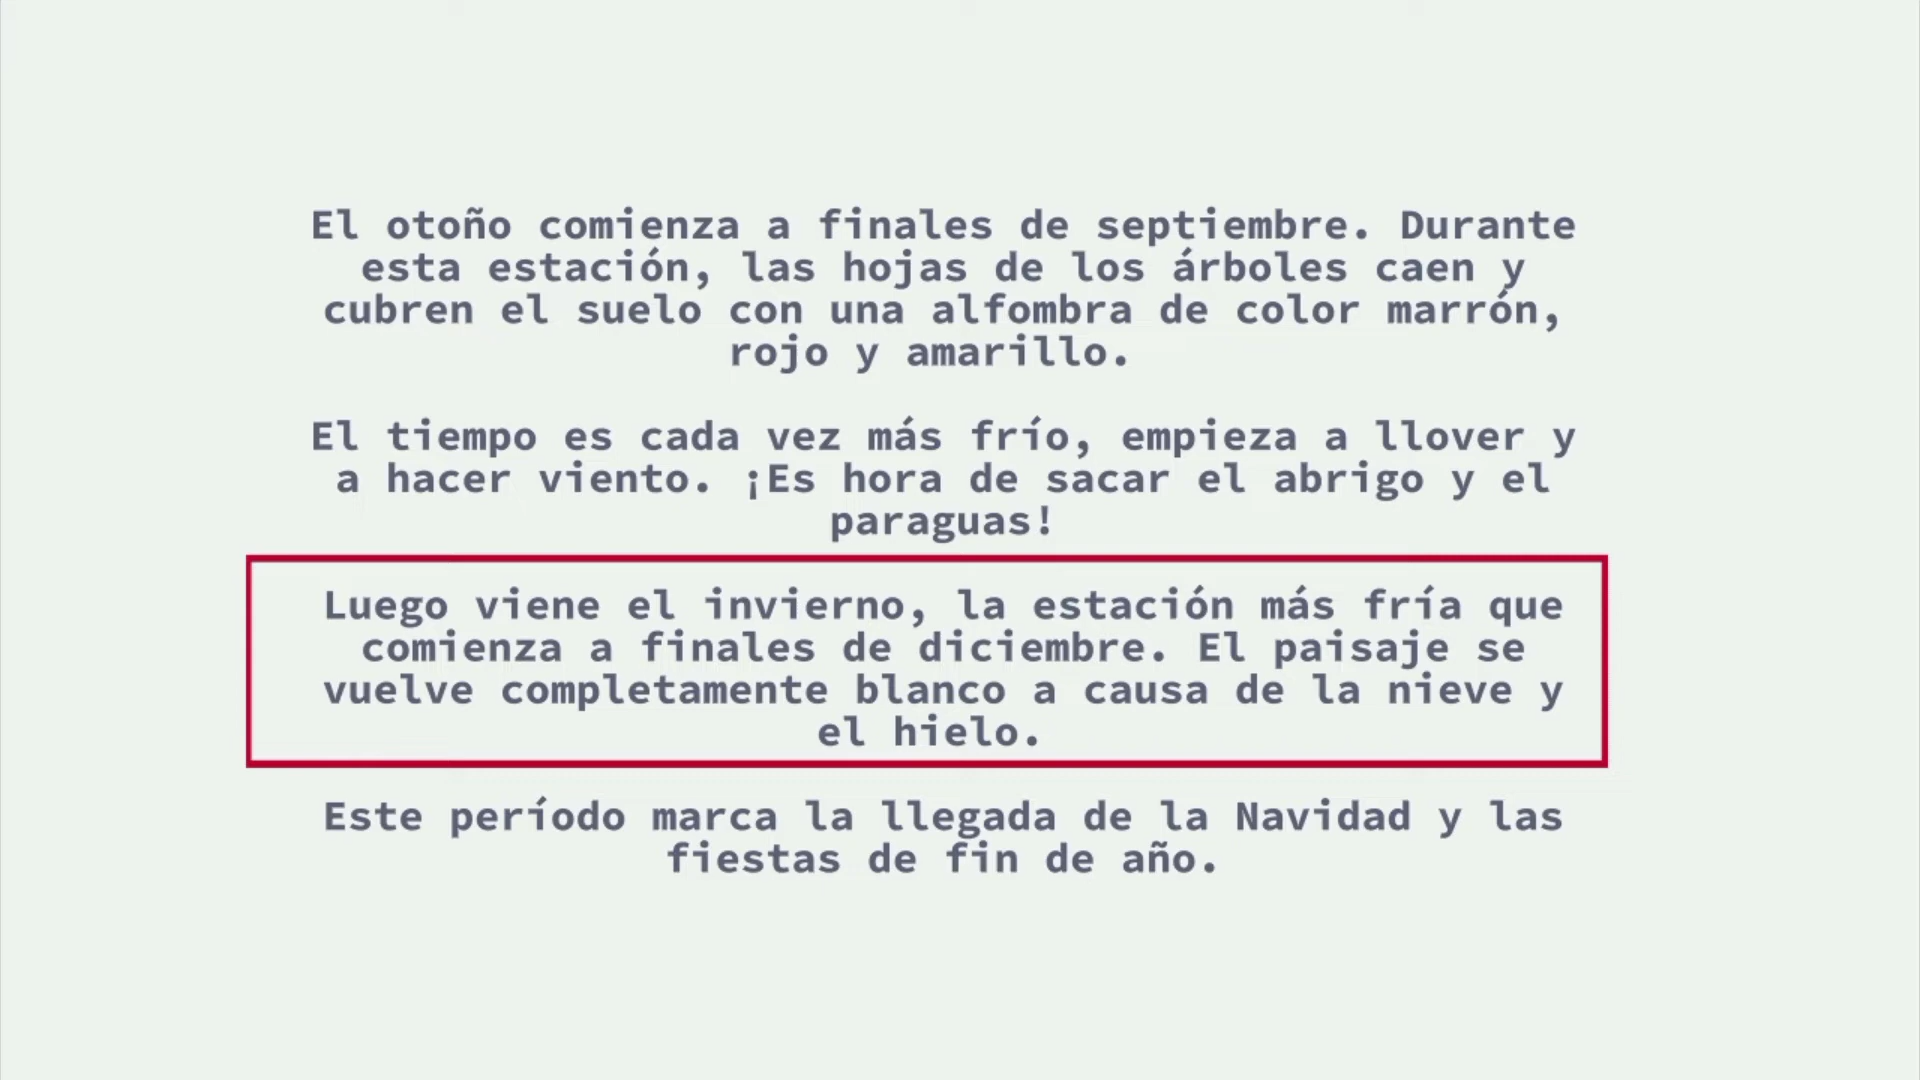 El otoño comienza a finales de septiembre. Durante
esta estación, las hojas de los árboles caen y
cubren el suelo con una alfombra de color marrón,
rojo y amarillo.
El tiempo es cada vez más frío, empieza a llover y
a hacer viento. ¡Es hora de sacar el abrigo y el
paraguas!
Luego viene el invierno, la estación más fría que
comienza a finales de diciembre. El paisaje se
vuelve completamente blanco a causa de la nieve y
el hielo.
Este período marca la llegada de la Navidad y las
fiestas de fin de año.